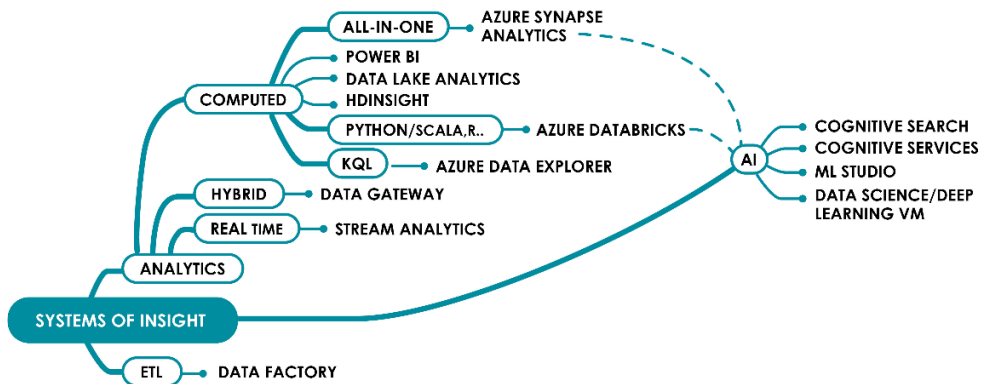 ALL-IN-ONE
AZURE SYNAPSE
ANALYTICS
POWER BI
DATA LAKE ANALYTICS
COMPUTED
HDINSIGHT
PYTHON/SCALA,R..
AZURE DATABRICKS
KQL
AZURE DATA EXPLORER
AI
COGNITIVE SEARCH
COGNITIVE SERVICES
ML STUDIO
DATA SCIENCE/DEEP
LEARNING VM
HYBRID
DATA GATEWAY
REAL TIME
STREAM ANALYTICS
ANALYTICS
SYSTEMS OF INSIGHT
ETL
DATA FACTORY